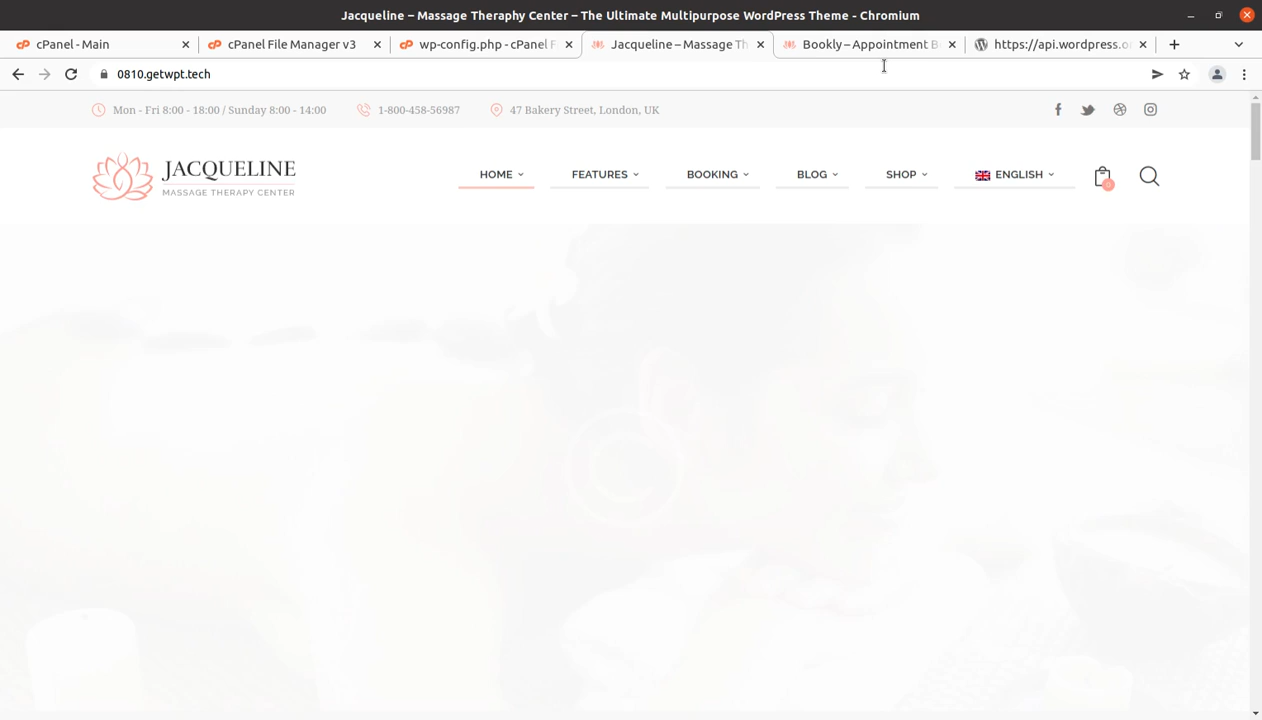 Jacqueline – Massage Theraphy Center – The Ultimate Multipurpose WordPress Theme - Chromium
cPanel - Main
cPanel File Manager v3
wp-config.php - cPanel F
Jacqueline – Massage Th
Bookly – Appointment B
https://api.wordpress.o
0810.getwpt.tech
Mon - Fri 8:00 - 18:00 / Sunday 8:00 - 14:00
1-800-458-56987
47 Bakery Street, London, UK
JACQUELINE
MASSAGE THERAPY CENTER
HOME
FEATURES
BOOKING
BLOG
SHOP
ENGLISH
0